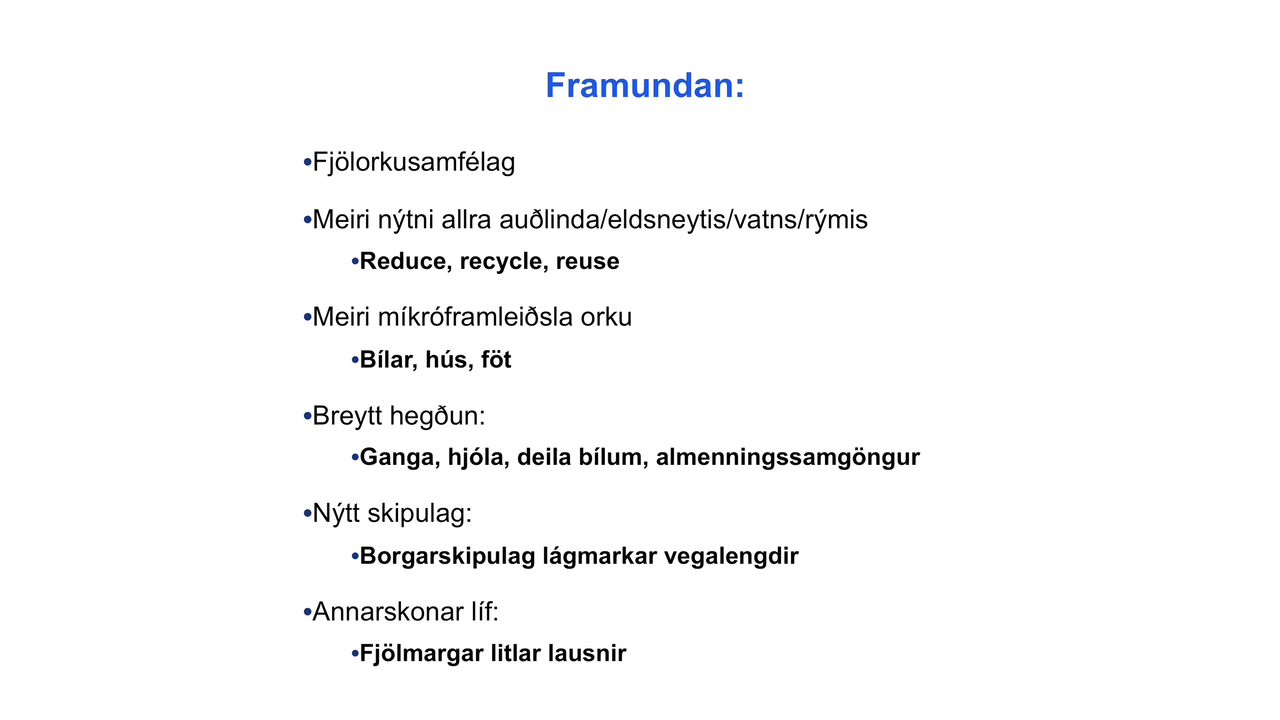 Framundan:
•Fjölorkusamfélag
•Meiri nýtni allra auðlinda/eldsneytis/vatns/rýmis
•Reduce, recycle, reuse
•Meiri míkróframleiðsla orku
•Bílar, hús, föt
•Breytt hegðun:
•Ganga, hjóla, deila bílum, almenningssamgöngur
•Nýtt skipulag:
•Borgarskipulag lágmarkar vegalengdir
•Annarskonar líf:
•Fjölmargar litlar lausnir